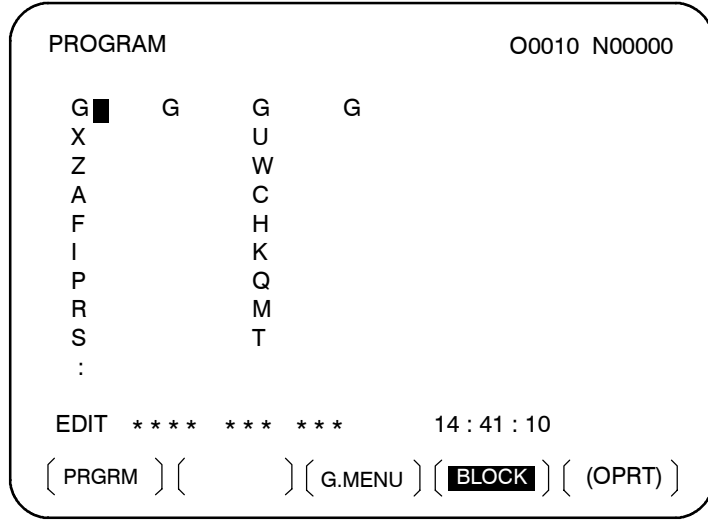 PROGRAM O0010 N00000
G G G G
X U
Z W
A C
F H
I K
P Q
R M
S T
:
EDIT **** *** *** 14 : 41 : 10
PRGRM G.MENU BLOCK (OPRT)